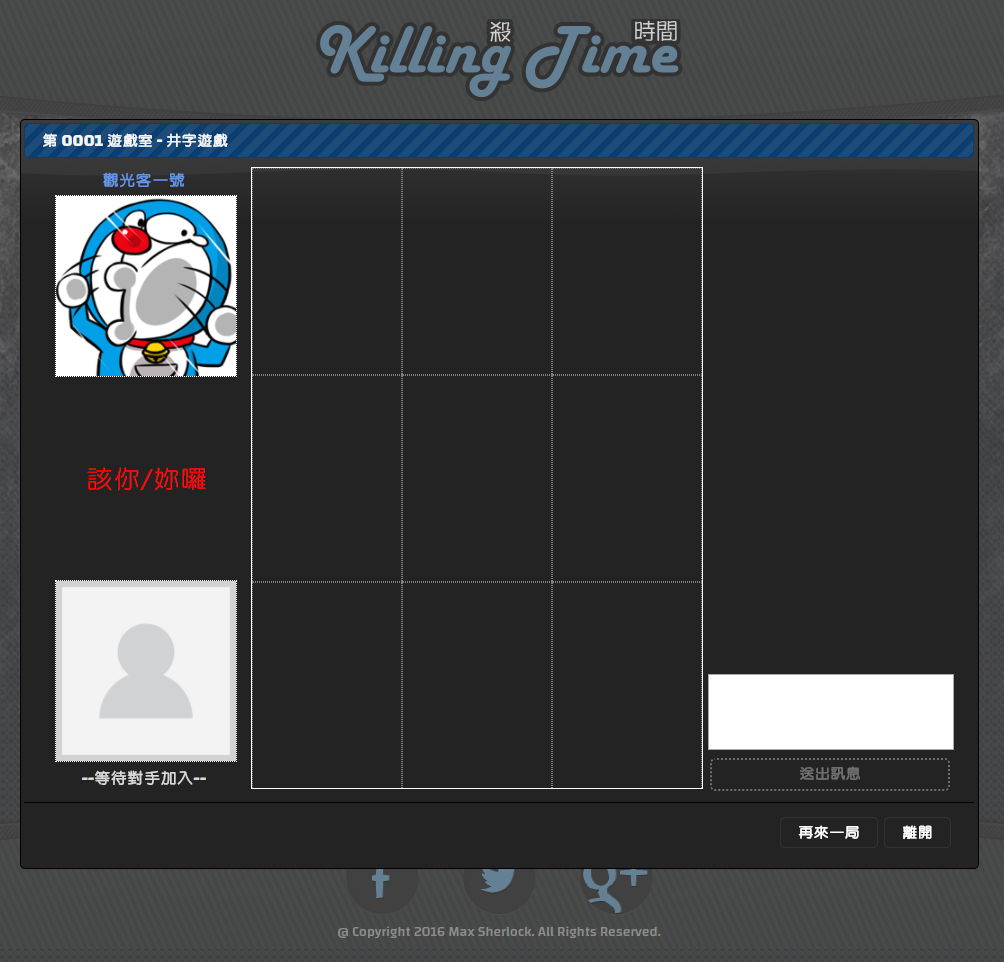 Killing 殺 Time 時間
第 0001 遊戲室 - 井字遊戲
觀光客一號
該你/妳囉
--等待對手加入--
送出訊息
再來一局 離開
@ Copyright 2016 Max Sherlock. All Rights Reserved.